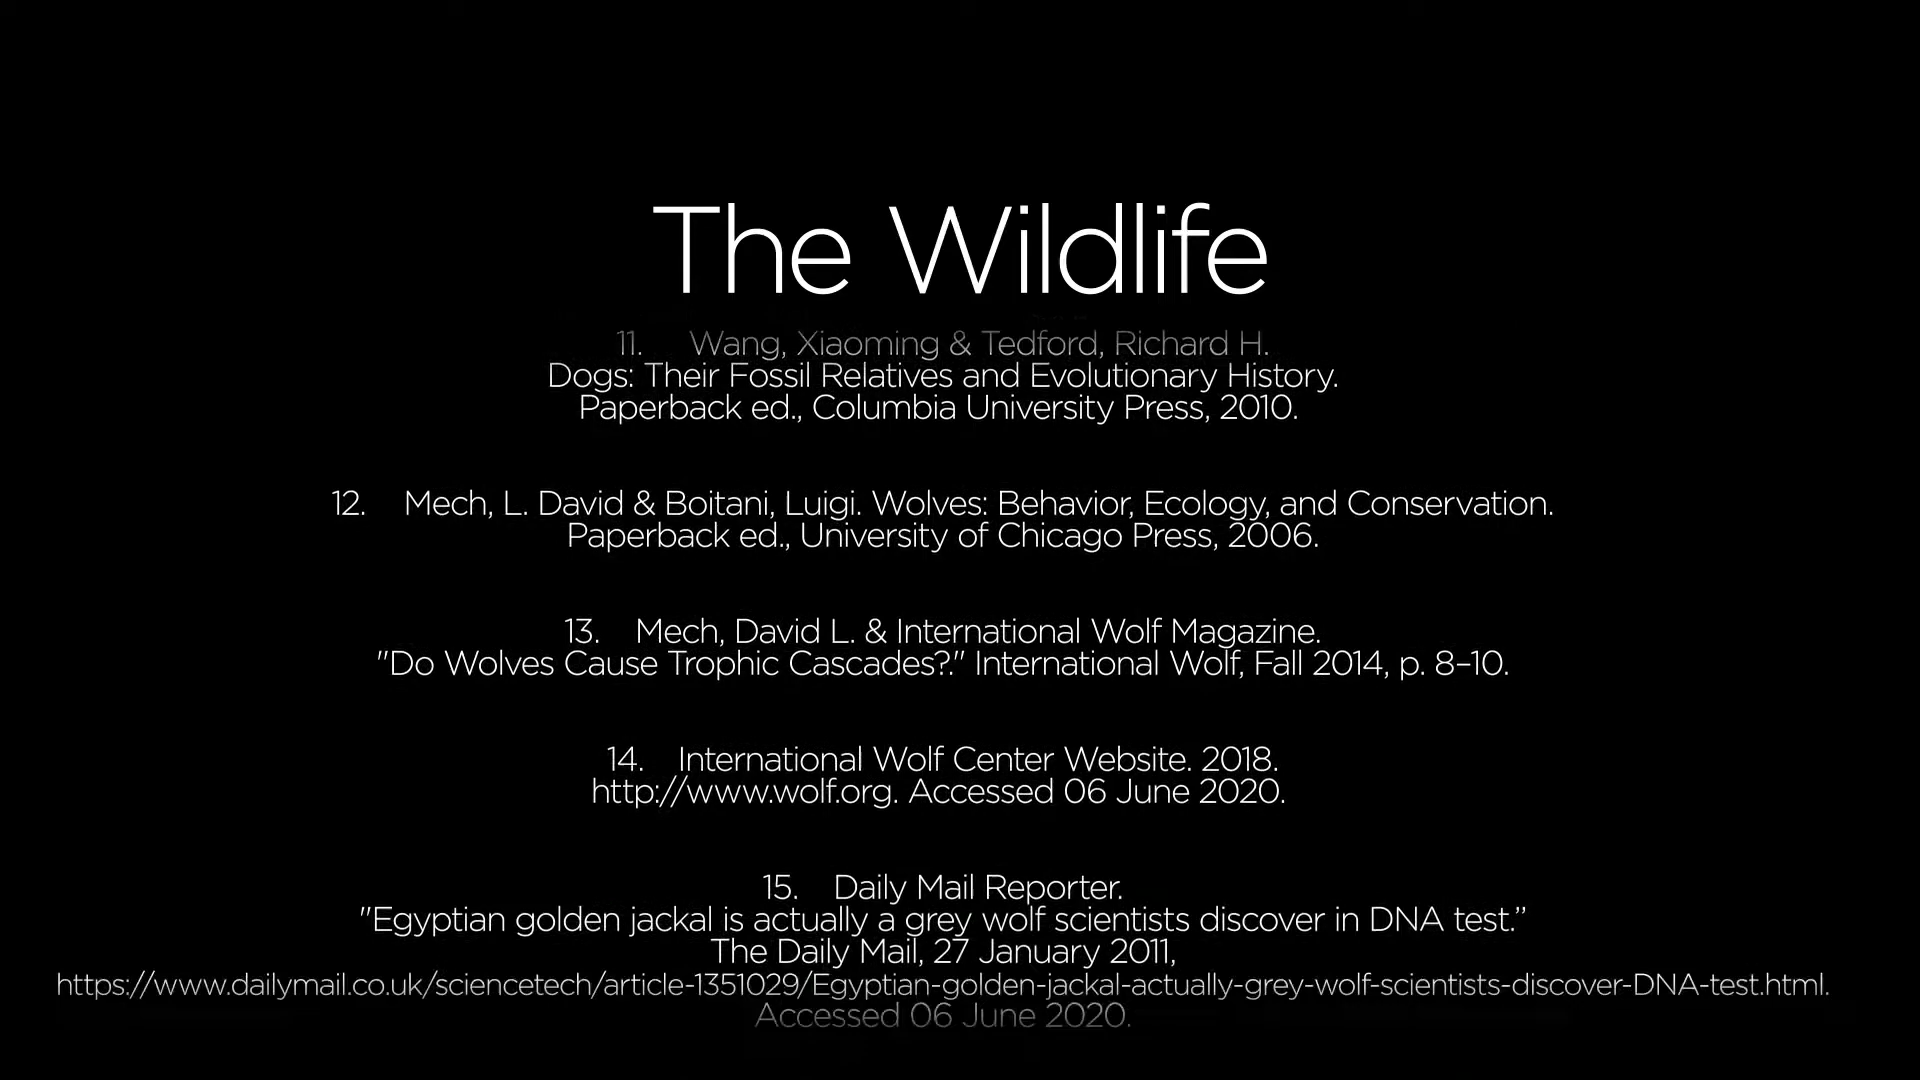 The Wildlife
11. Wang, Xiaoming & Tedford, Richard H.
Dogs: Their Fossil Relatives and Evolutionary History.
Paperback ed., Columbia University Press, 2010.
12. Mech, L. David & Boitani, Luigi. Wolves: Behavior, Ecology, and Conservation.
Paperback ed., University of Chicago Press, 2006.
13. Mech, David L. & International Wolf Magazine.
"Do Wolves Cause Trophic Cascades?." International Wolf, Fall 2014, p. 8–10.
14. International Wolf Center Website. 2018.
http://www.wolf.org. Accessed 06 June 2020.
15. Daily Mail Reporter.
"Egyptian golden jackal is actually a grey wolf scientists discover in DNA test.”
The Daily Mail, 27 January 2011,
https://www.dailymail.co.uk/sciencetech/article-1351029/Egyptian-golden-jackal-actually-grey-wolf-scientists-discover-DNA-test.html.
Accessed 06 June 2020.